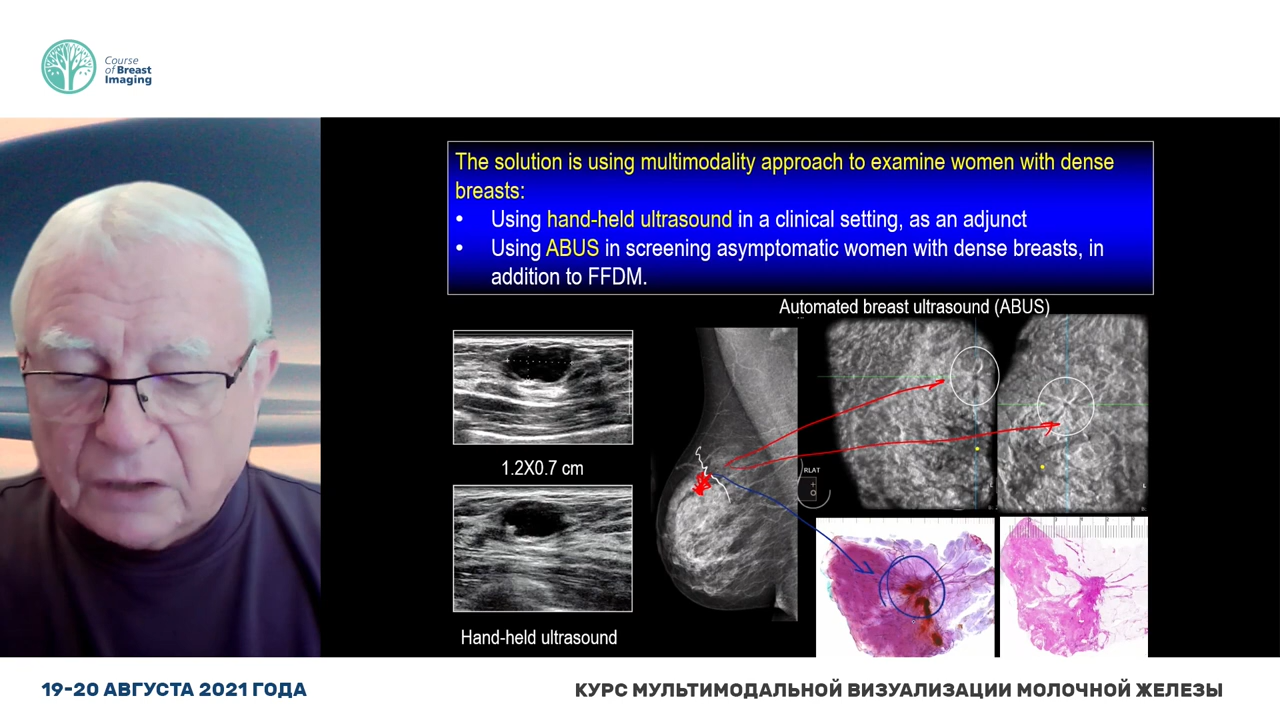 Course
of Breast
Imaging
The solution is using multimodality approach to examine women with dense
breasts:
• Using hand-held ultrasound in a clinical setting, as an adjunct
• Using ABUS in screening asymptomatic women with dense breasts, in
addition to FFDM.
Automated breast ultrasound (ABUS)
1.2X0.7 cm
RLAT
Hand-held ultrasound
19-20 АВГУСТА 2021 ГОДА
КУРС МУЛЬТИМОДАЛЬНОЙ ВИЗУАЛИЗАЦИИ МОЛОЧНОЙ ЖЕЛЕЗЫ